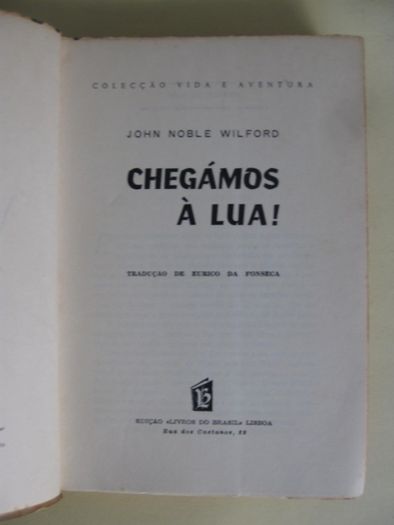 COLECÇÃO VIDA E AVENTURA
JOHN NOBLE WILFORD
CHEGÁMOS
À LUA!
TRADUÇÃO DE EURICO DA FONSECA
EDIÇÃO «LIVROS DO BRASIL» LISBOA
Rua dos Caetanos, 22